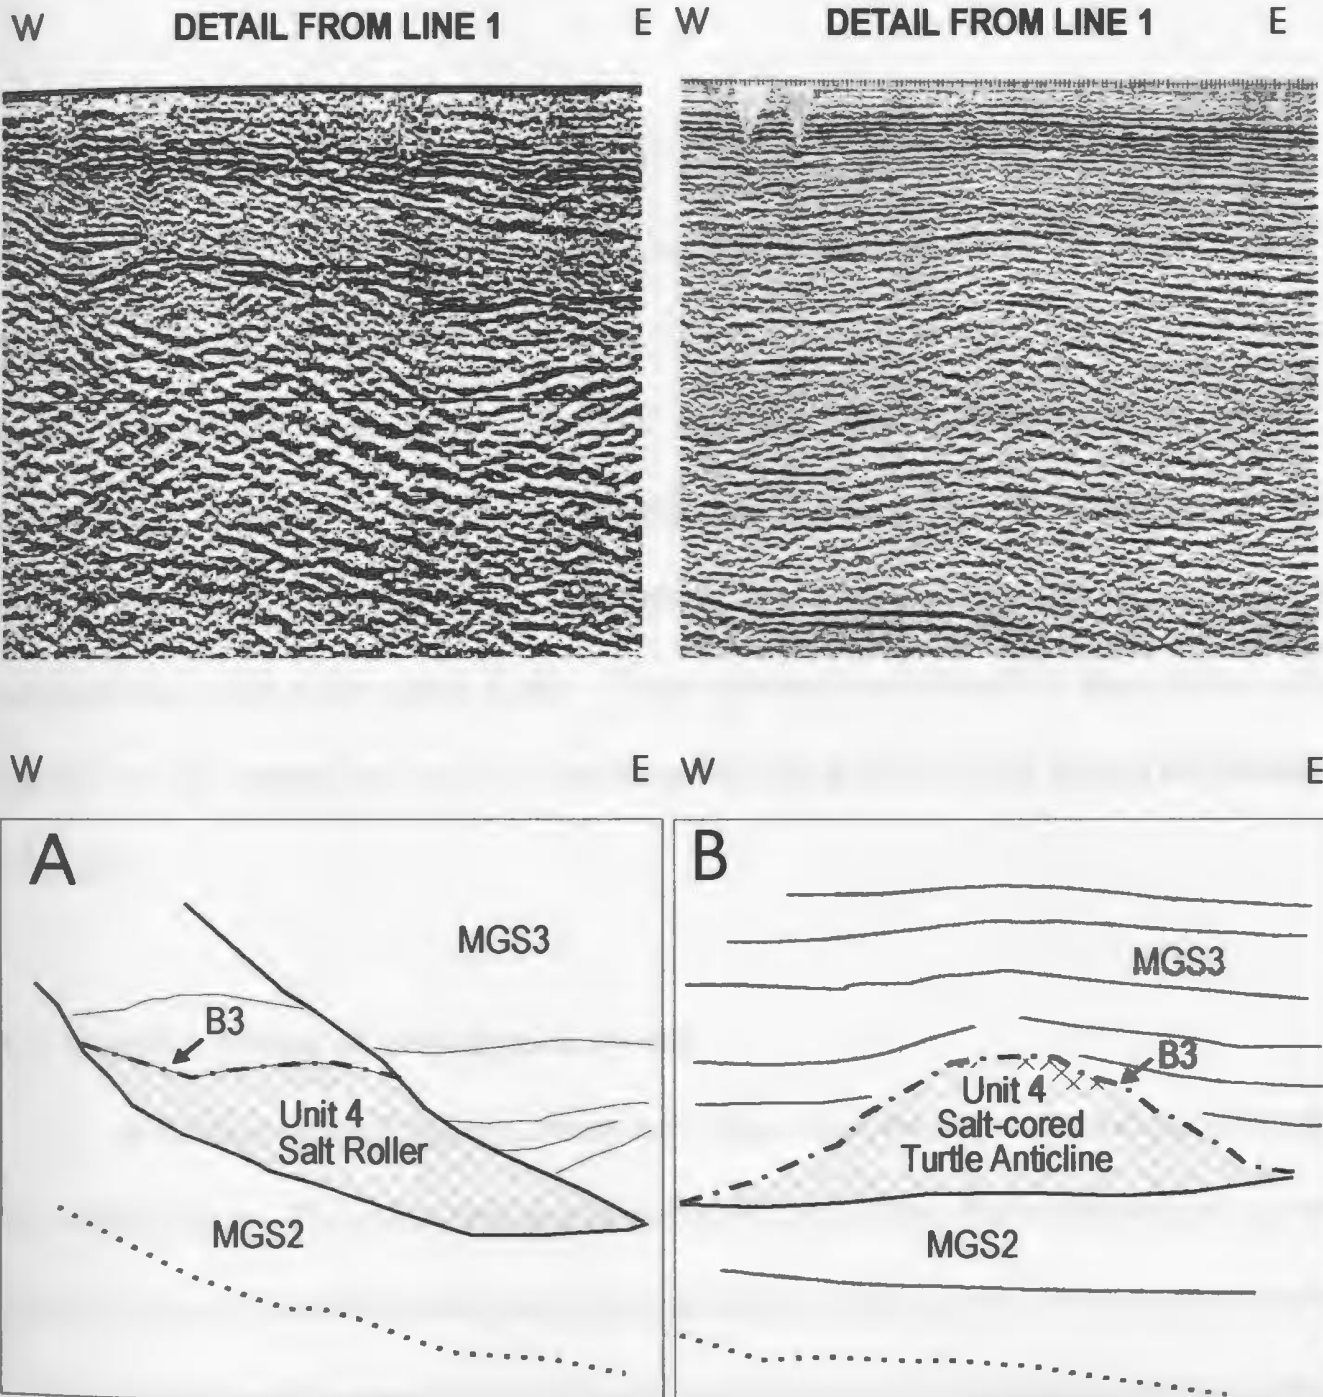 W DETAIL FROM LINE 1 E
W DETAIL FROM LINE 1 E
W E
W E
A
MGS3
B3
Unit 4
Salt Roller
MGS2
B
MGS3
B3
Unit 4
Salt-cored
Turtle Anticline
MGS2